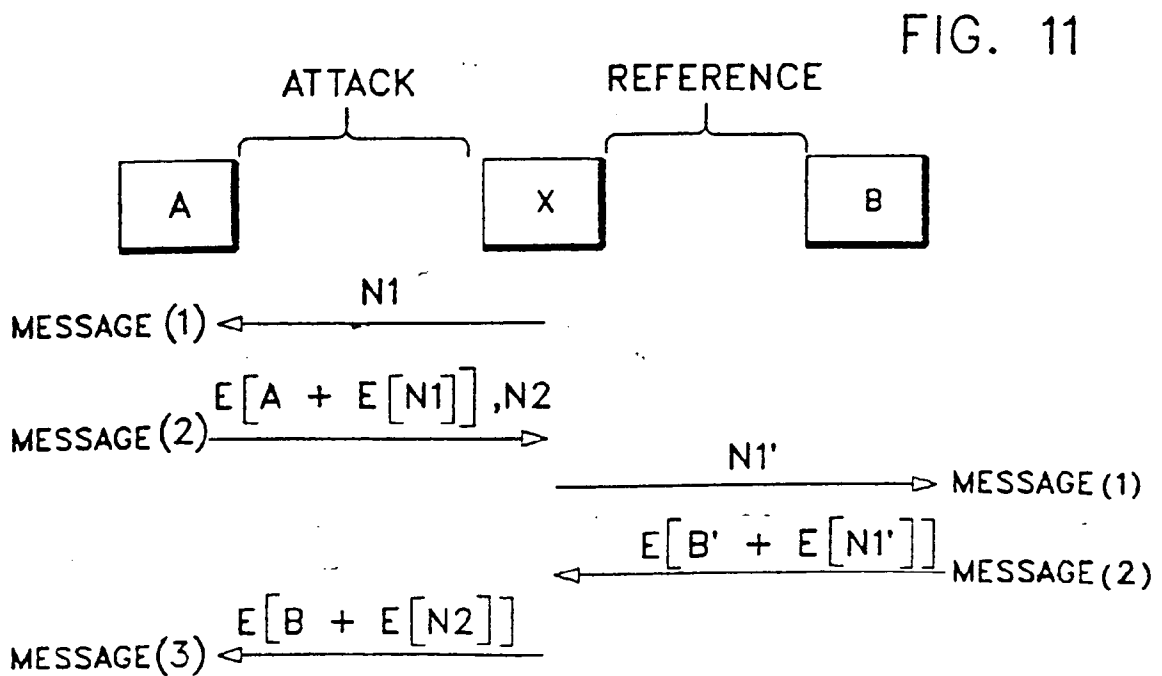 FIG. 11
ATTACK REFERENCE
A X B
N1
MESSAGE (1)
E[A + E[N1]],N2
MESSAGE (2)
N1'
MESSAGE (1)
E[B' + E[N1']]
MESSAGE (2)
E[B + E[N2]]
MESSAGE (3)